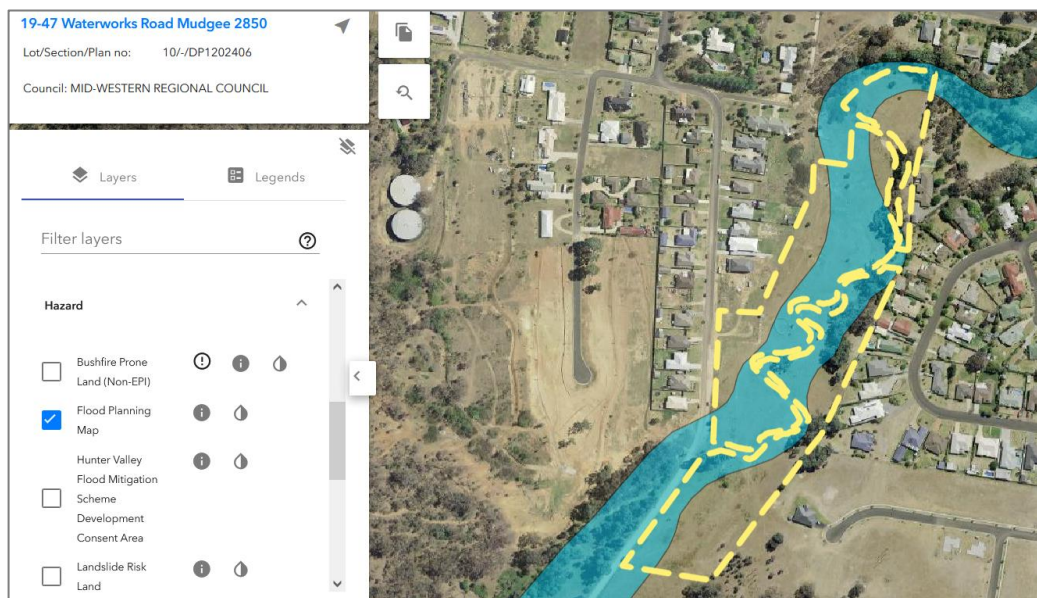 19-47 Waterworks Road Mudgee 2850
Lot/Section/Plan no: 10/-/DP1202406
Council: MID-WESTERN REGIONAL COUNCIL
Layers
Legends
Filter layers
Hazard
Bushfire Prone
Land (Non-EPI)
Flood Planning
Map
Hunter Valley
Flood Mitigation
Scheme
Development
Consent Area
Landslide Risk
Land